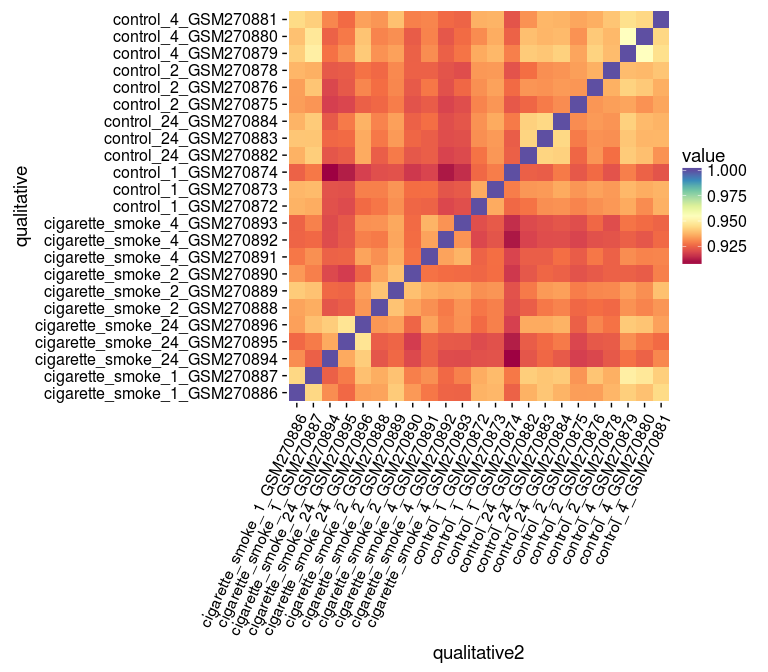 control_4_GSM270881
control_4_GSM270880
control_4_GSM270879
control_2_GSM270878
control_2_GSM270876
control_2_GSM270875
control_24_GSM270884
control_24_GSM270883
control_24_GSM270882
control_1_GSM270874
control_1_GSM270873
control_1_GSM270872
cigarette_smoke_4_GSM270893
cigarette_smoke_4_GSM270892
cigarette_smoke_4_GSM270891
cigarette_smoke_2_GSM270890
cigarette_smoke_2_GSM270889
cigarette_smoke_2_GSM270888
cigarette_smoke_24_GSM270896
cigarette_smoke_24_GSM270895
cigarette_smoke_24_GSM270894
cigarette_smoke_1_GSM270887
cigarette_smoke_1_GSM270886
qualitative
value
1.000
0.975
0.950
0.925
cigarette_smoke_1_GSM270886
cigarette_smoke_1_GSM270887
cigarette_smoke_24_GSM270894
cigarette_smoke_24_GSM270895
cigarette_smoke_24_GSM270896
cigarette_smoke_2_GSM270888
cigarette_smoke_2_GSM270889
cigarette_smoke_2_GSM270890
cigarette_smoke_4_GSM270891
cigarette_smoke_4_GSM270892
cigarette_smoke_4_GSM270893
control_1_GSM270872
control_1_GSM270873
control_1_GSM270874
control_24_GSM270882
control_24_GSM270883
control_24_GSM270884
control_2_GSM270875
control_2_GSM270876
control_2_GSM270878
control_4_GSM270879
control_4_GSM270880
control_4_GSM270881
qualitative2